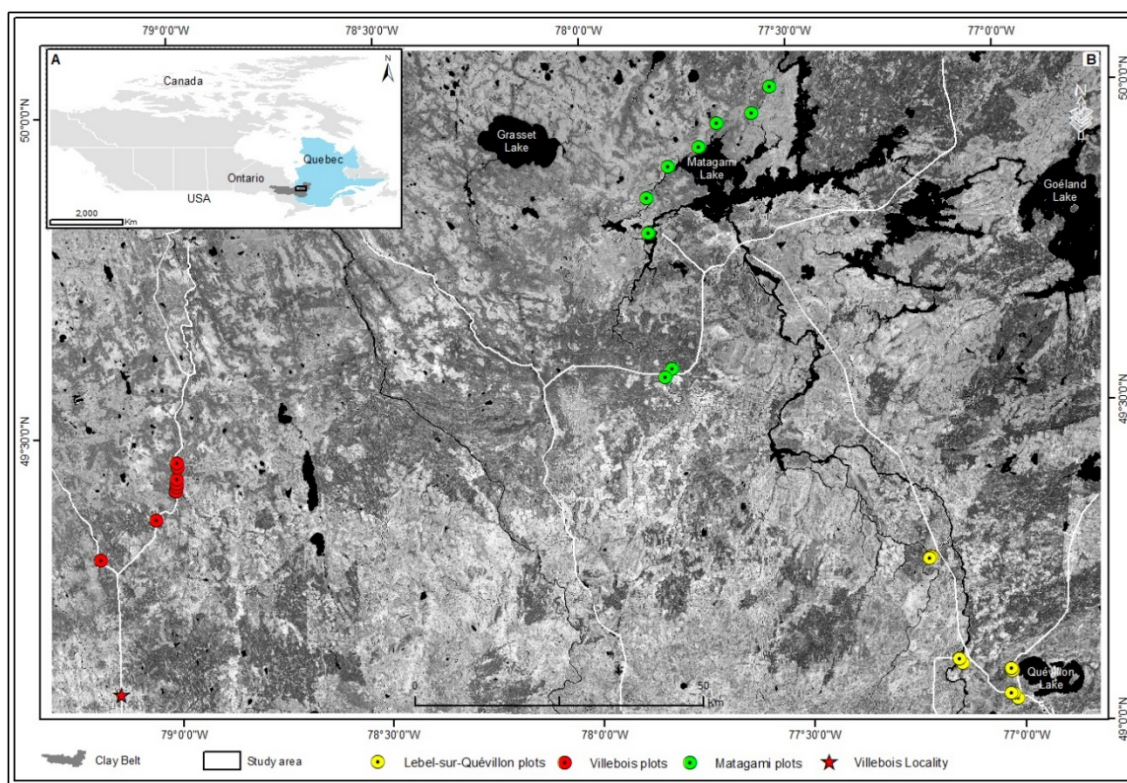 79°0'0"W 78°30'0"W 78°0'0"W 77°30'0"W 77°0'0"W
A
N
Canada
Quebec
Ontario
USA
2,000
Km
B
N
50°0'0"N
50°0'0"N
Grasset
Lake
Matagami
Lake
Goéland
Lake
49°30'0"N
49°30'0"N
Quévillon
Lake
0 50
Km
49°0'0"N
79°0'0"W 78°30'0"W 78°0'0"W 77°30'0"W 77°0'0"W
Clay Belt Study area Lebel-sur-Quévillon plots Villebois plots Matagami plots Villebois Locality